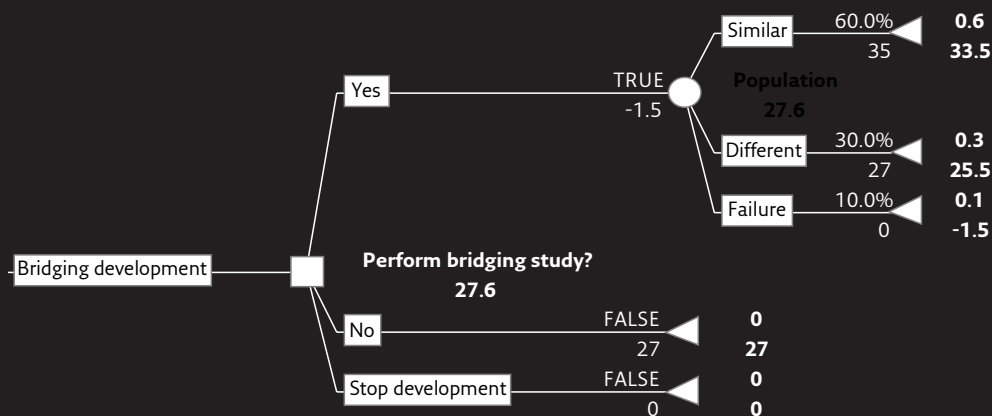 Similar
60.0%
0.6
35
33.5
Yes
TRUE
Population
-1.5
27.6
Different
30.0%
0.3
27
25.5
Failure
10.0%
0.1
0
-1.5
Bridging development
Perform bridging study?
27.6
No
FALSE
0
27
27
Stop development
FALSE
0
0
0